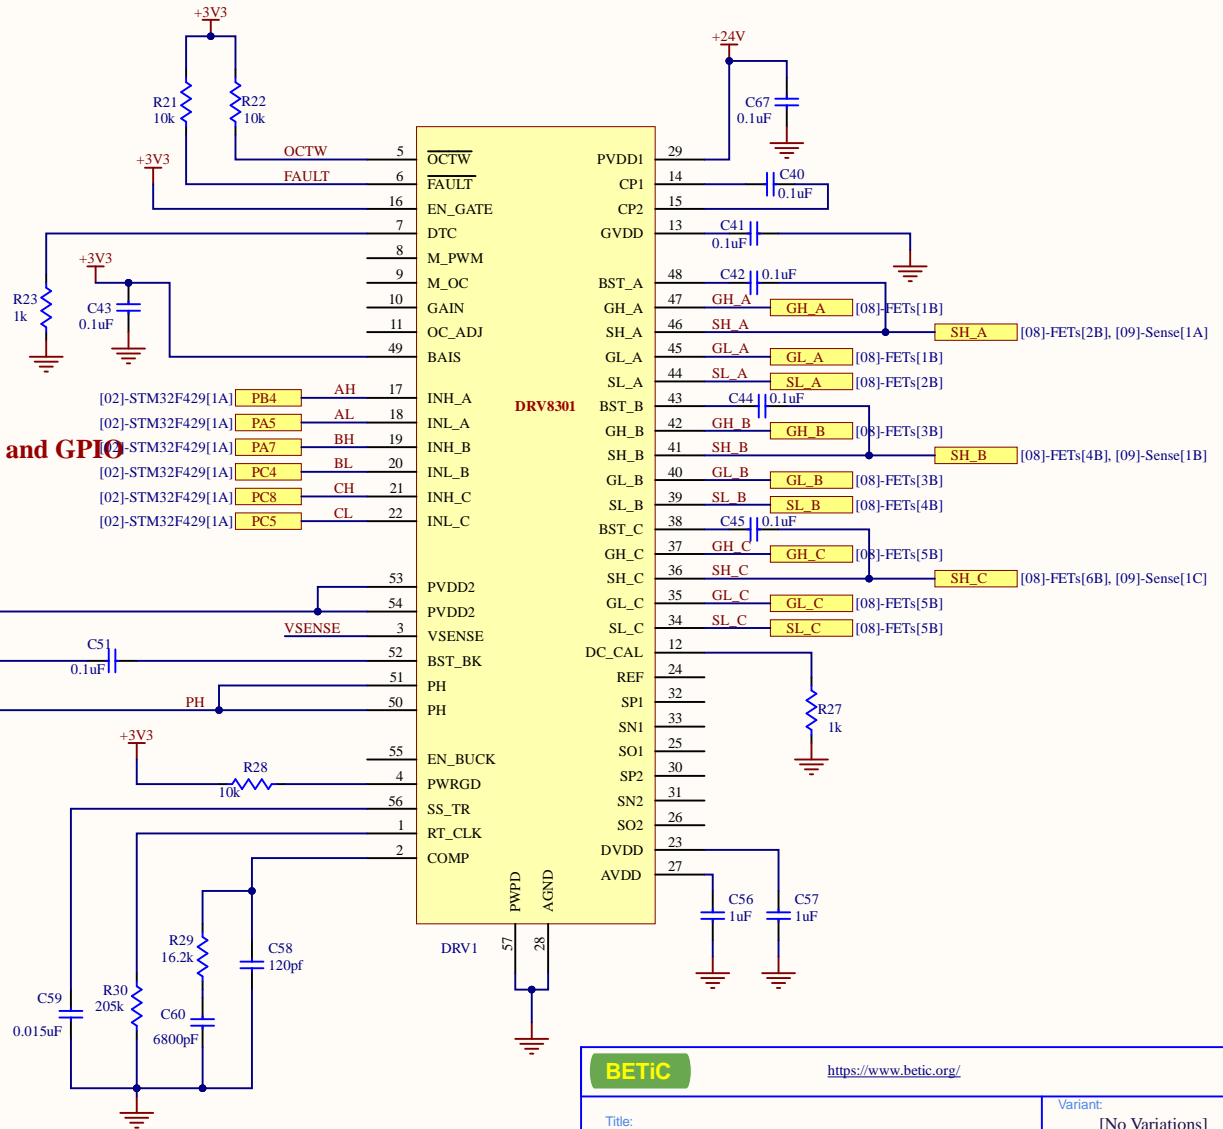 +3V3
R21
10k
R22
10k
+3V3
OCTW
FAULT
5
6
16
7
8
9
10
11
49
R23
1k
+3V3
C43
0.1uF
OCTW
FAULT
EN_GATE
DTC
M_PWM
M_OC
GAIN
OC_ADJ
BAIS
[02]-STM32F429[1A] PB4 AH 17 INH_A
[02]-STM32F429[1A] PA5 AL 18 INL_A
and GPIO
[02]-STM32F429[1A] PA7 BH 19 INH_B
[02]-STM32F429[1A] PC4 BL 20 INL_B
[02]-STM32F429[1A] PC8 CH 21 INH_C
[02]-STM32F429[1A] PC5 CL 22 INL_C
53 PVDD2
54 PVDD2
VSENSE 3 VSENSE
C51
0.1uF
52 BST_BK
51 PH
PH 50 PH
+3V3
55 EN_BUCK
R28
10k
4 PWRGD
56 SS_TR
1 RT_CLK
2 COMP
R29
16.2k
C58
120pf
C59
0.015uF
R30
205k
C60
6800pF
DRV8301
PWPD
AGND
57
28
DRV1
+24V
C67
0.1uF
PVDD1 29
CP1 14
C40
0.1uF
CP2 15
GVDD 13
C41
0.1uF
BST_A 48 C42 0.1uF
GH_A 47 GH_A GH_A [08]-FETs[1B]
SH_A 46 SH_A SH_A [08]-FETs[2B], [09]-Sense[1A]
GL_A 45 GL_A GL_A [08]-FETs[1B]
SL_A 44 SL_A SL_A [08]-FETs[2B]
BST_B 43 C44 0.1uF
GH_B 42 GH_B GH_B [08]-FETs[3B]
SH_B 41 SH_B SH_B [08]-FETs[4B], [09]-Sense[1B]
GL_B 40 GL_B GL_B [08]-FETs[3B]
SL_B 39 SL_B SL_B [08]-FETs[4B]
BST_C 38 C45 0.1uF
GH_C 37 GH_C GH_C [08]-FETs[5B]
SH_C 36 SH_C SH_C [08]-FETs[6B], [09]-Sense[1C]
GL_C 35 GL_C GL_C [08]-FETs[5B]
SL_C 34 SL_C SL_C [08]-FETs[5B]
DC_CAL 12
REF 24
SP1 32
SN1 33
SO1 25
SP2 30
SN2 31
SO2 26
DVDD 23
AVDD 27
R27
1k
C56
1uF
C57
1uF
BETiC
https://www.betic.org/
Title:
Variant:
[No Variations]